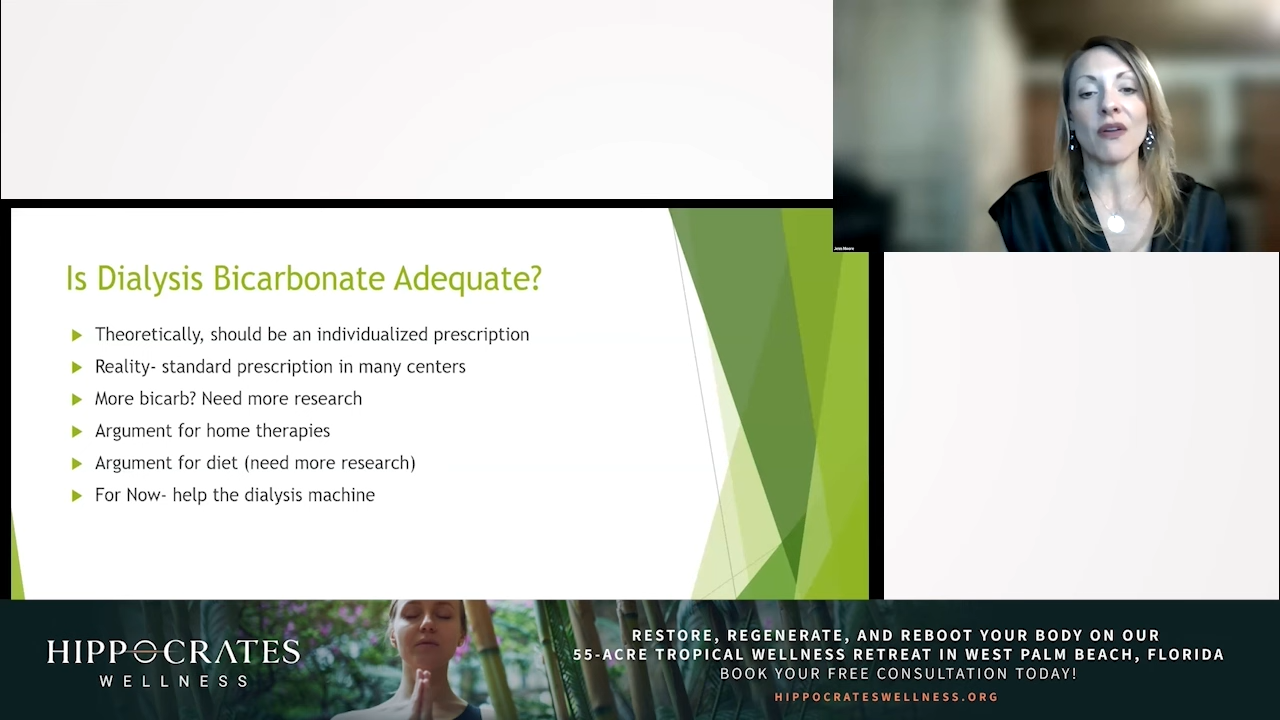 Jenn Moore
Is Dialysis Bicarbonate Adequate?
Theoretically, should be an individualized prescription
Reality- standard prescription in many centers
More bicarb? Need more research
Argument for home therapies
Argument for diet (need more research)
For Now- help the dialysis machine
HIPPOCRATES
WELLNESS
RESTORE, REGENERATE, AND REBOOT YOUR BODY ON OUR
55-ACRE TROPICAL WELLNESS RETREAT IN WEST PALM BEACH, FLORIDA
BOOK YOUR FREE CONSULTATION TODAY!
HIPPOCRATESWELLNESS.ORG